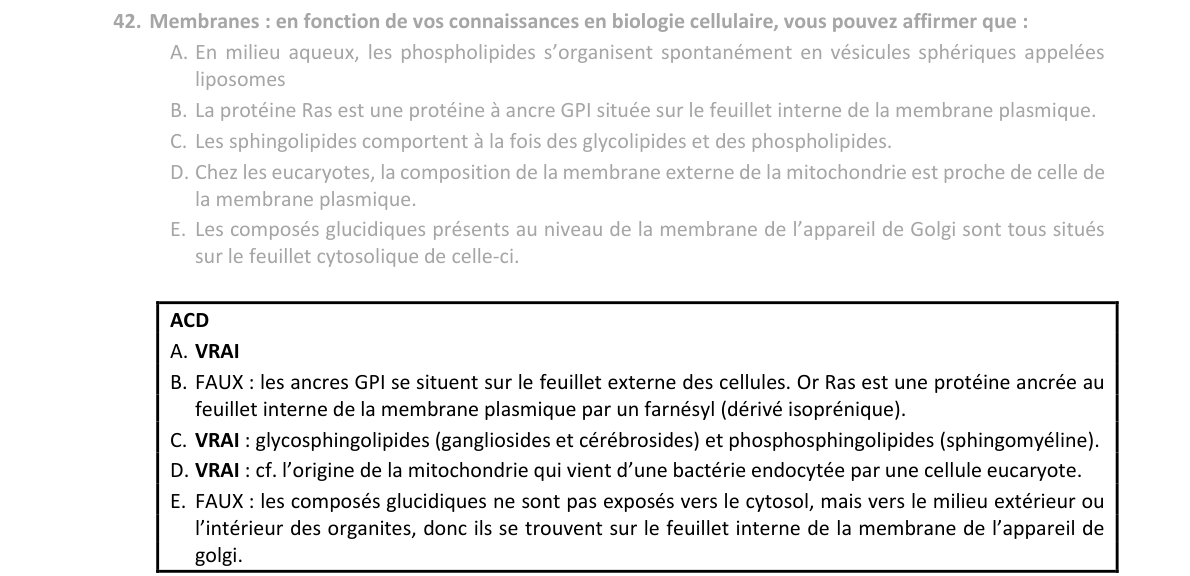 42. Membranes : en fonction de vos connaissances en biologie cellulaire, vous pouvez affirmer que :
A. En milieu aqueux, les phospholipides s’organisent spontanément en vésicules sphériques appelées
liposomes
B. La protéine Ras est une protéine à ancre GPI située sur le feuillet interne de la membrane plasmique.
C. Les sphingolipides comportent à la fois des glycolipides et des phospholipides.
D. Chez les eucaryotes, la composition de la membrane externe de la mitochondrie est proche de celle de
la membrane plasmique.
E. Les composés glucidiques présents au niveau de la membrane de l’appareil de Golgi sont tous situés
sur le feuillet cytosolique de celle-ci.
ACD
A. VRAI
B. FAUX : les ancres GPI se situent sur le feuillet externe des cellules. Or Ras est une protéine ancrée au
feuillet interne de la membrane plasmique par un farnésyl (dérivé isoprénique).
C. VRAI : glycosphingolipides (gangliosides et cérébrosides) et phosphosphingolipides (sphingomyéline).
D. VRAI : cf. l’origine de la mitochondrie qui vient d’une bactérie endocytée par une cellule eucaryote.
E. FAUX : les composés glucidiques ne sont pas exposés vers le cytosol, mais vers le milieu extérieur ou
l’intérieur des organites, donc ils se trouvent sur le feuillet interne de la membrane de l’appareil de
golgi.